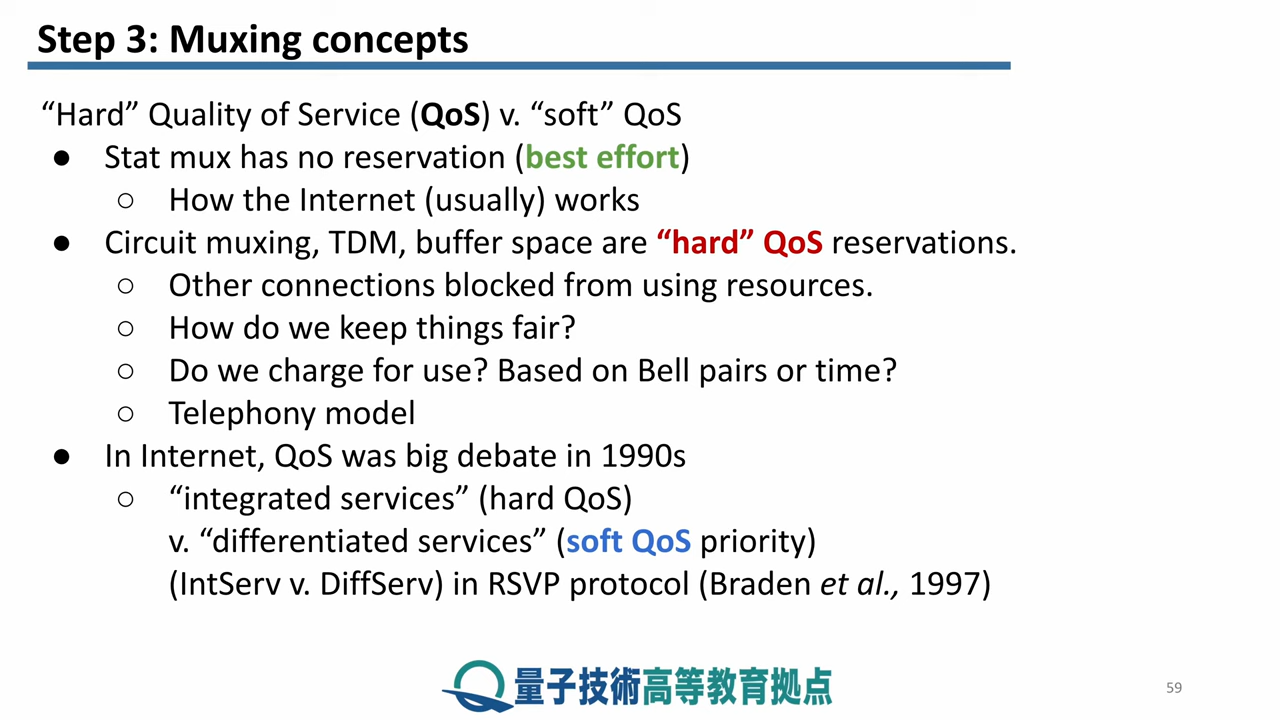 Step 3: Muxing concepts
“Hard” Quality of Service (QoS) v. “soft” QoS
● Stat mux has no reservation (best effort)
○ How the Internet (usually) works
● Circuit muxing, TDM, buffer space are “hard” QoS reservations.
○ Other connections blocked from using resources.
○ How do we keep things fair?
○ Do we charge for use? Based on Bell pairs or time?
○ Telephony model
● In Internet, QoS was big debate in 1990s
○ “integrated services” (hard QoS)
v. “differentiated services” (soft QoS priority)
(IntServ v. DiffServ) in RSVP protocol (Braden et al., 1997)
量子技術高等教育拠点
59